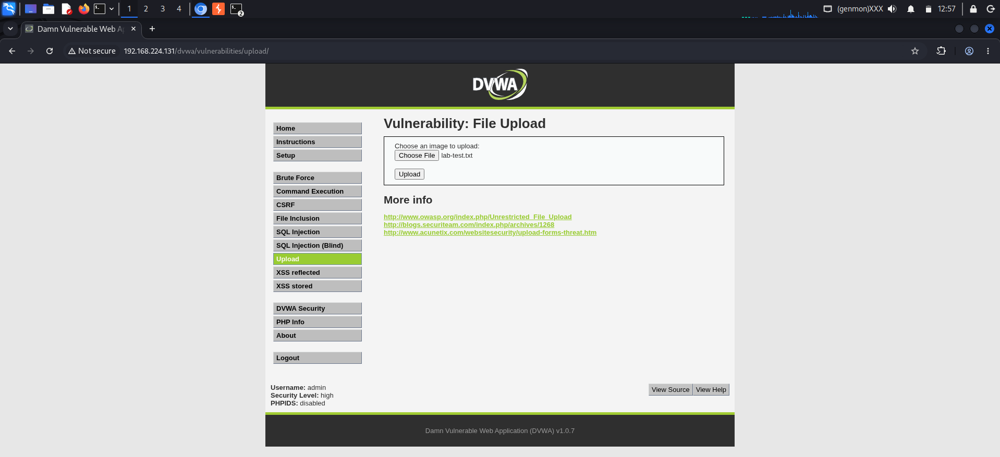 1 2 3 4 2 (genmon)XXX 12:57
Damn Vulnerable Web Ap
Not secure 192.168.224.131/dvwa/vulnerabilities/upload/
DVWA
Home
Instructions
Setup
Brute Force
Command Execution
CSRF
File Inclusion
SQL Injection
SQL Injection (Blind)
Upload
XSS reflected
XSS stored
DVWA Security
PHP Info
About
Logout
Vulnerability: File Upload
Choose an image to upload:
Choose File lab-test.txt
Upload
More info
http://www.owasp.org/index.php/Unrestricted_File_Upload
http://blogs.securiteam.com/index.php/archives/1268
http://www.acunetix.com/websitesecurity/upload-forms-threat.htm
Username: admin
Security Level: high
PHPIDS: disabled
View Source View Help
Damn Vulnerable Web Application (DVWA) v1.0.7